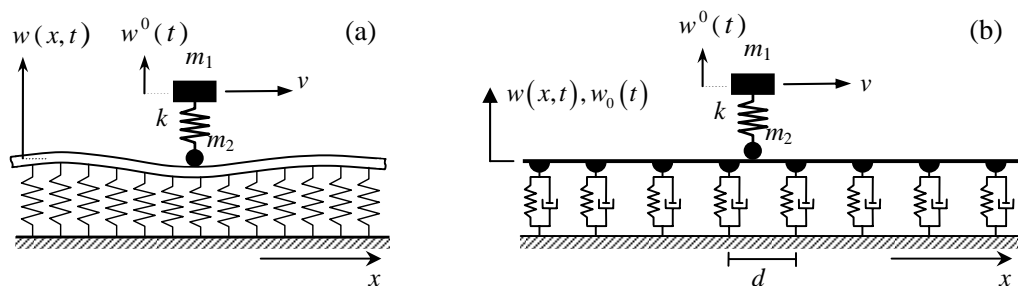 (a)
w(x,t)
w⁰(t)
m₁
v
k
m₂
x
(b)
w⁰(t)
m₁
v
w(x,t), w₀(t)
k
m₂
d
x